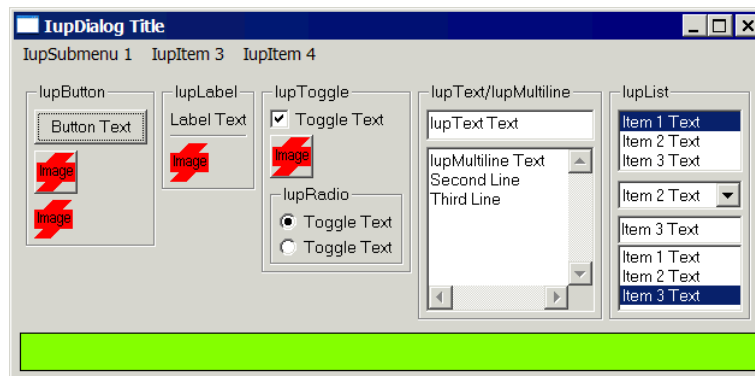 IupDialog Title
IupSubmenu 1 IupItem 3 IupItem 4
IupButton
Button Text
Image
Image
IupLabel
Label Text
Image
IupToggle
Toggle Text
Image
IupRadio
Toggle Text
Toggle Text
IupText/IupMultiline
IupText Text
IupMultiline Text
Second Line
Third Line
IupList
Item 1 Text
Item 2 Text
Item 3 Text
Item 2 Text
Item 3 Text
Item 1 Text
Item 2 Text
Item 3 Text